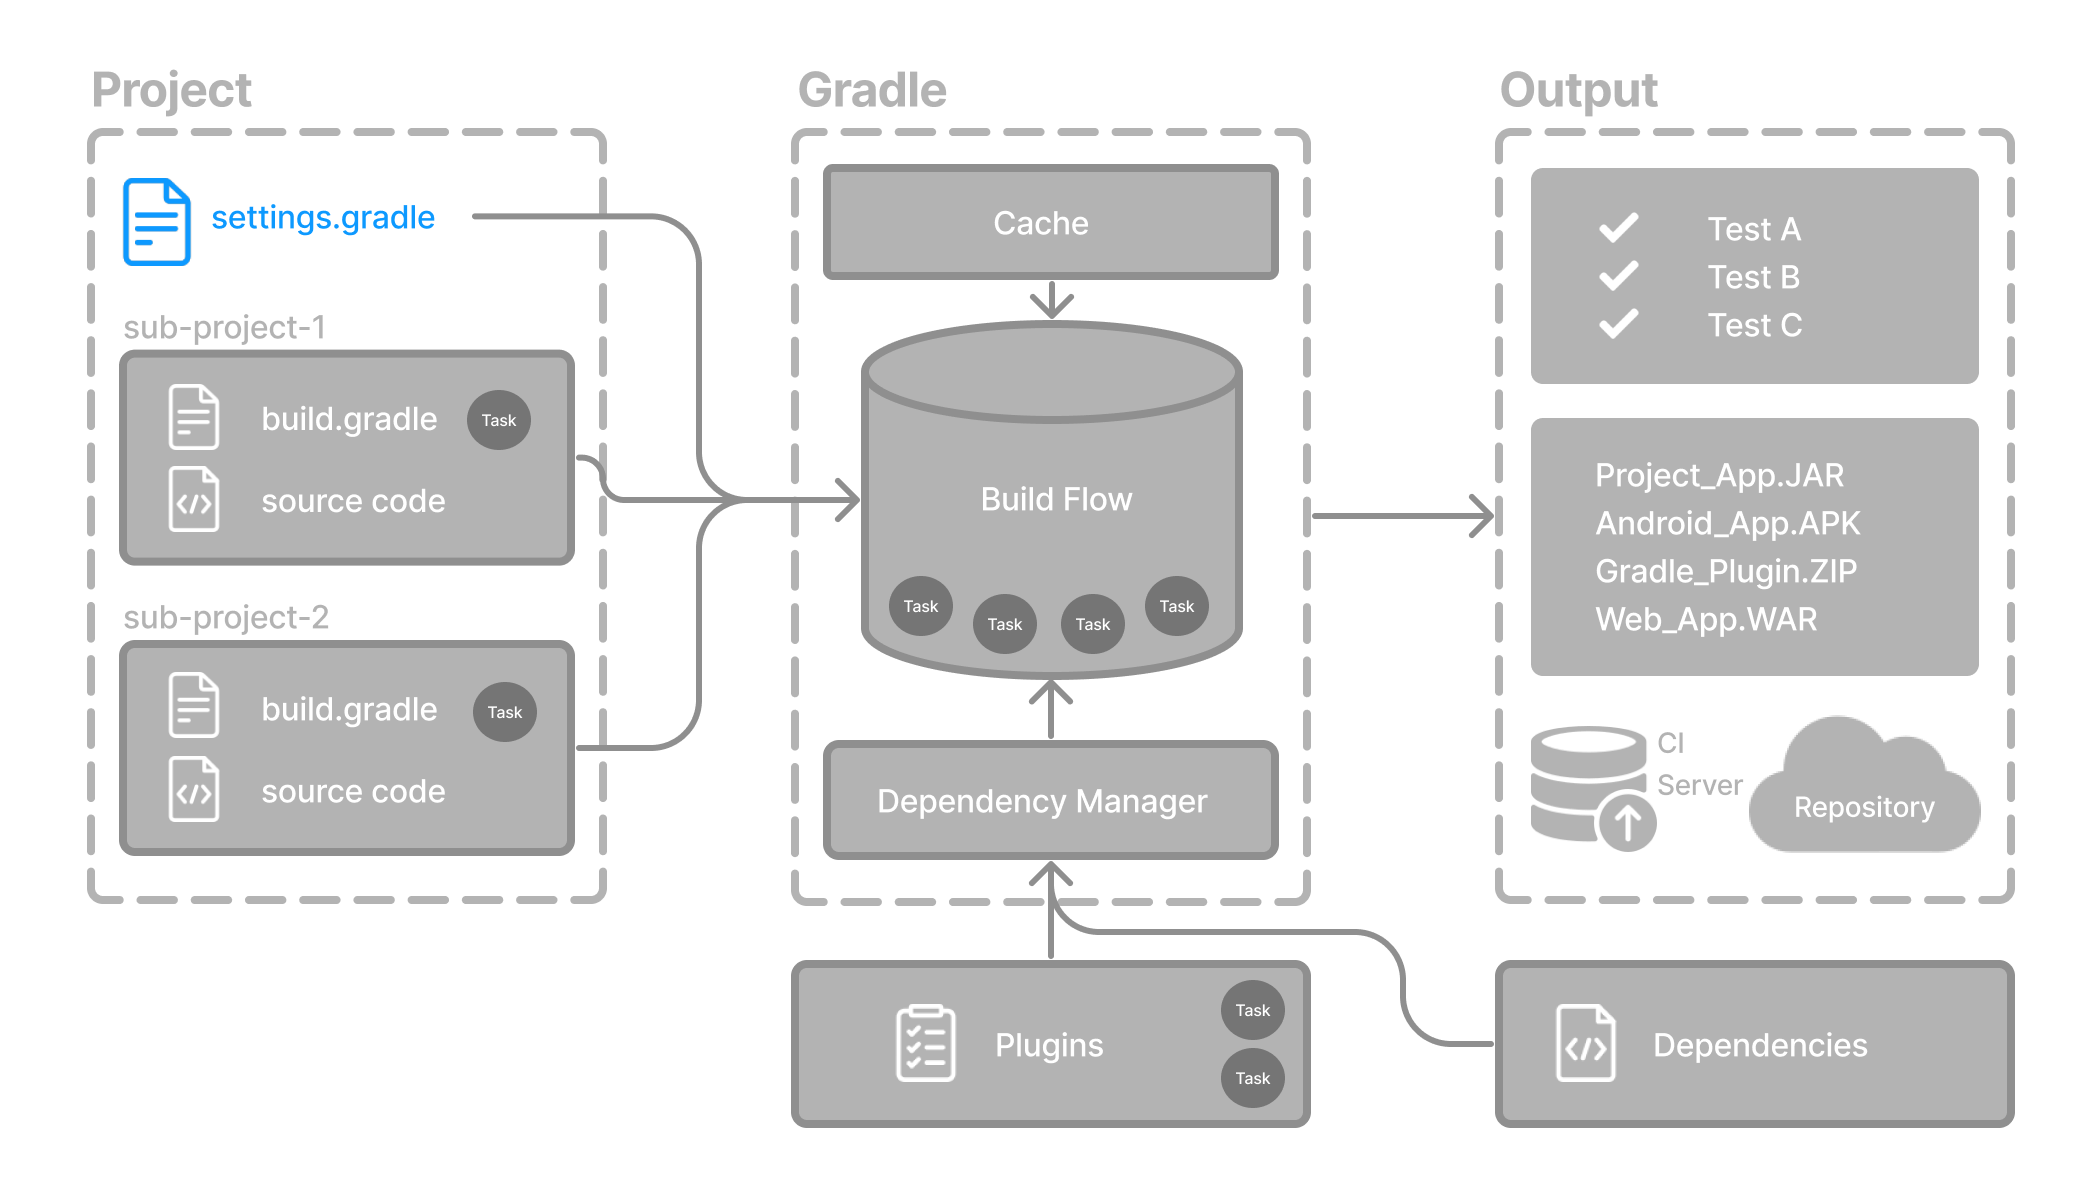 Project
settings.gradle
sub-project-1
build.gradle
Task
source code
sub-project-2
build.gradle
Task
source code
Gradle
Cache
Build Flow
Task
Task
Task
Task
Dependency Manager
Plugins
Task
Task
Output
Test A
Test B
Test C
Project_App.JAR
Android_App.APK
Gradle_Plugin.ZIP
Web_App.WAR
CI
Server
Repository
Dependencies